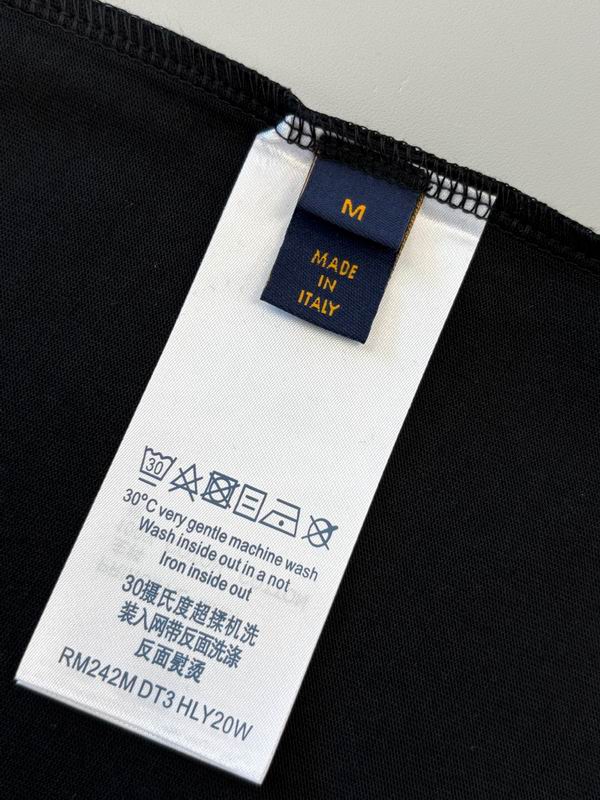 M
MADE
IN
ITALY
30
30°C very gentle machine wash
Wash inside out in a not
Iron inside out
30摄氏度超揉机洗
装入网带反面洗涤
反面熨烫
RM242M DT3 HLY20W